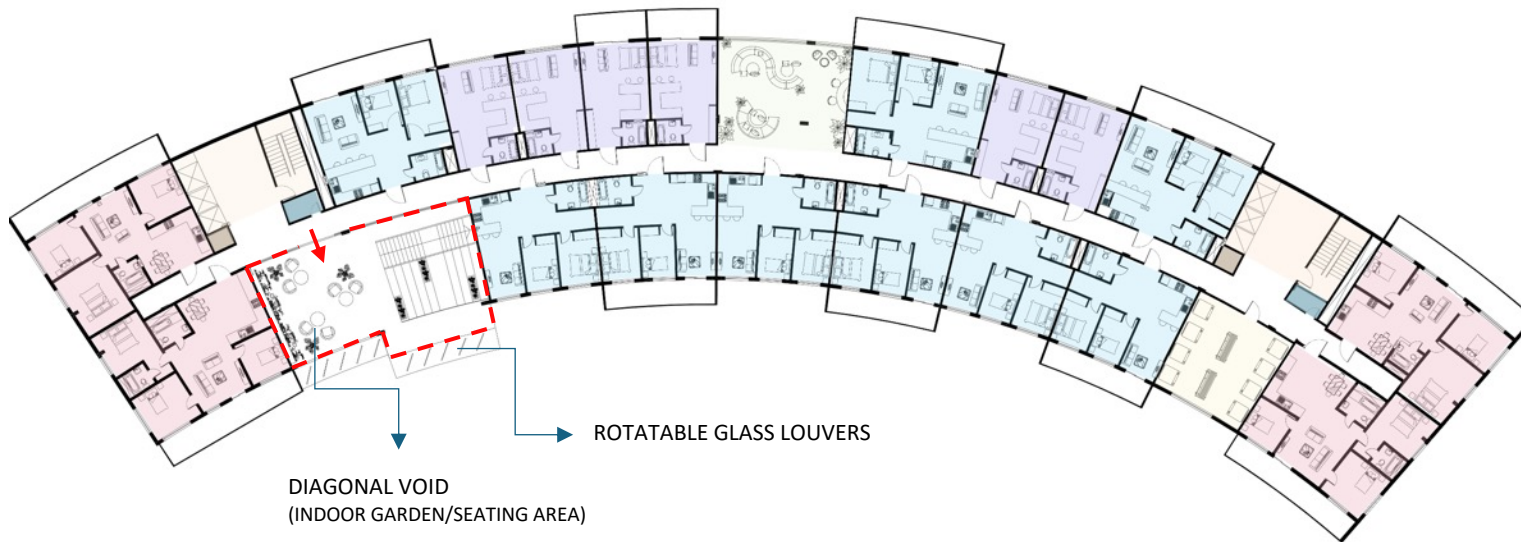 ROTATABLE GLASS LOUVERS
DIAGONAL VOID
(INDOOR GARDEN/SEATING AREA)